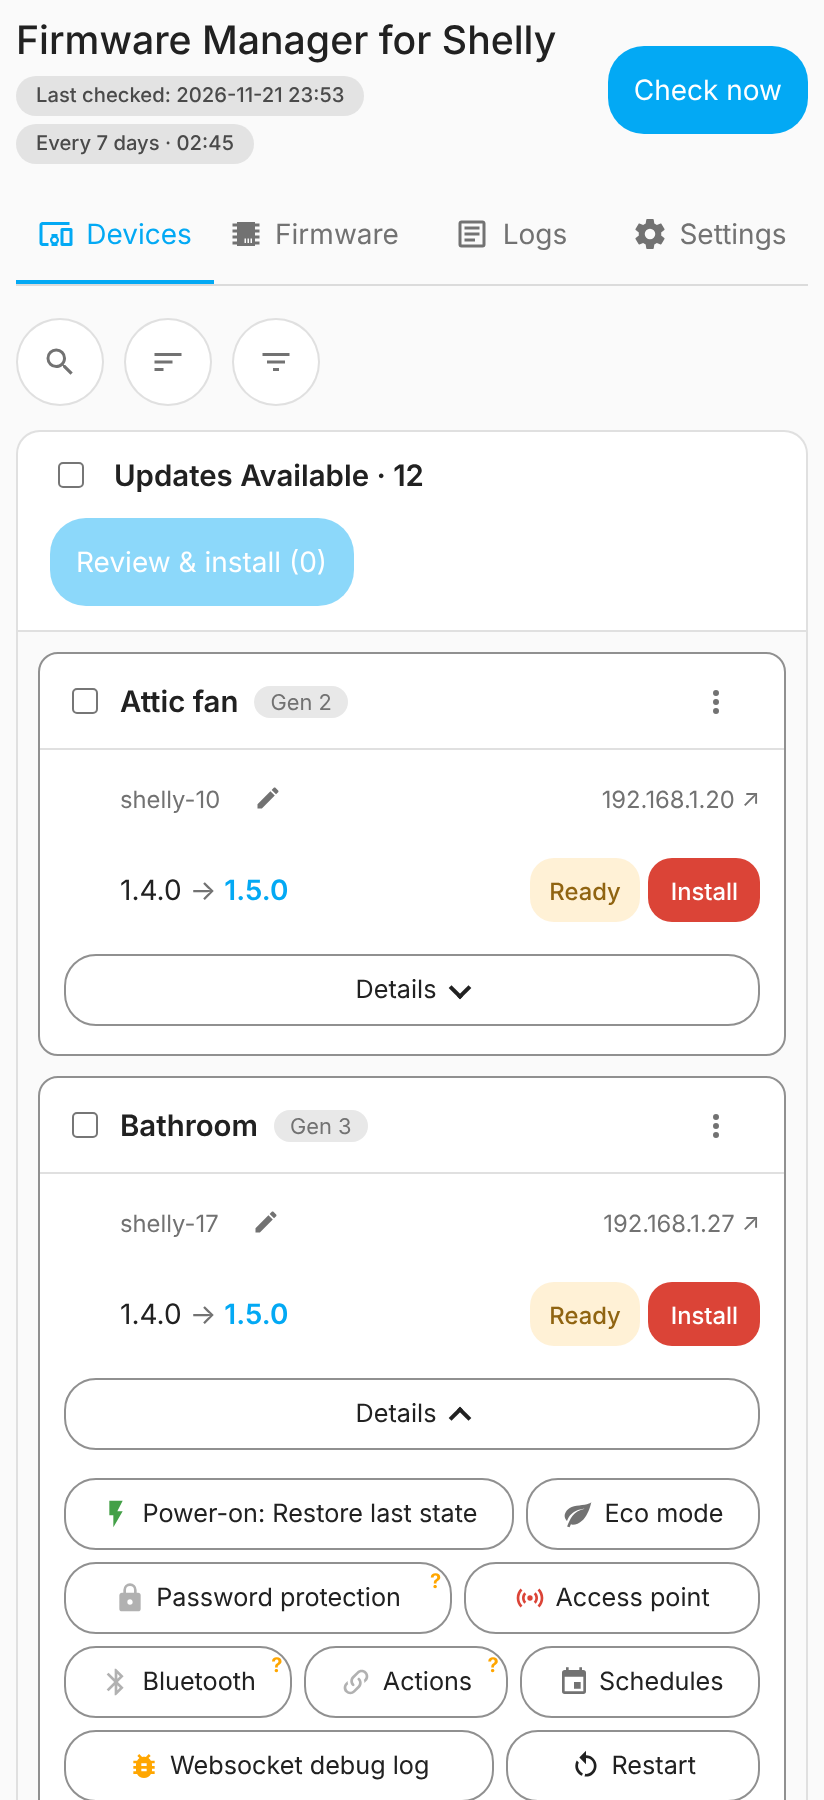 Firmware Manager for Shelly
Last checked: 2026-11-21 23:53
Every 7 days · 02:45
Check now
Devices
Firmware
Logs
Settings
Updates Available · 12
Review & install (0)
Attic fan
Gen 2
shelly-10
192.168.1.20 ↗
1.4.0 → 1.5.0
Ready
Install
Details
Bathroom
Gen 3
shelly-17
192.168.1.27 ↗
1.4.0 → 1.5.0
Ready
Install
Details
Power-on: Restore last state
Eco mode
Password protection ?
Access point
Bluetooth ?
Actions ?
Schedules
Websocket debug log
Restart